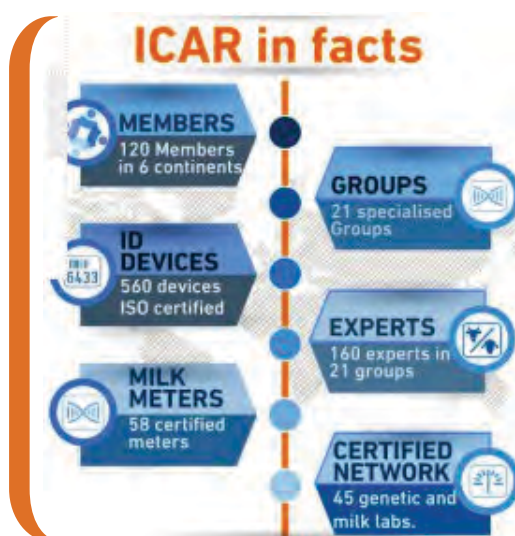 ICAR in facts
MEMBERS
120 Members
in 6 continents
GROUPS
21 specialised
Groups
ID
DEVICES
560 devices
ISO certified
6433
EXPERTS
160 experts in
21 groups
MILK
METERS
58 certified
meters
CERTIFIED
NETWORK
45 genetic and
milk labs.